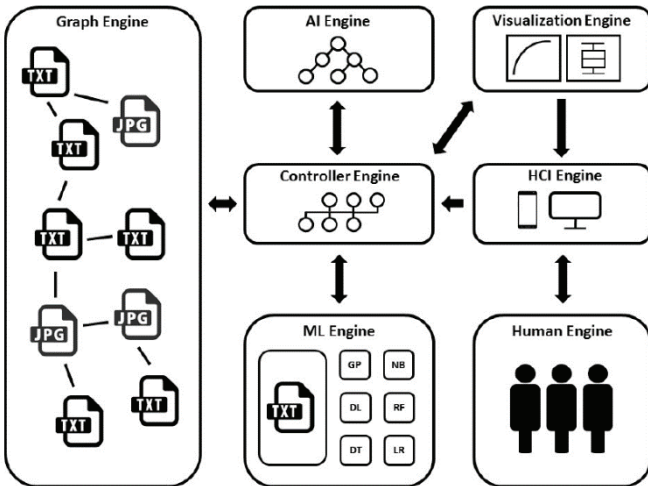 Graph Engine
TXT
JPG
TXT
TXT
TXT
JPG
JPG
TXT
TXT
AI Engine
Visualization Engine
Controller Engine
HCI Engine
ML Engine
TXT
GP
NB
DL
RF
DT
LR
Human Engine